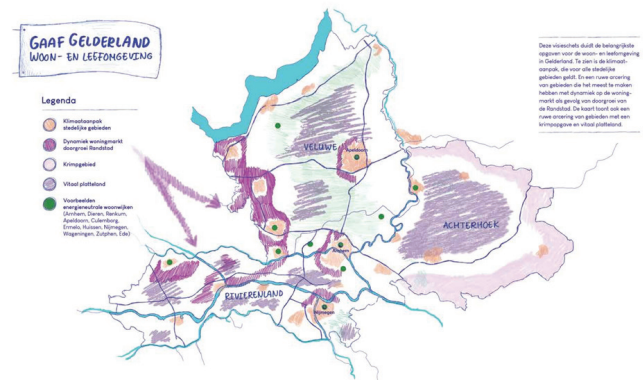 GAAF GELDERLAND
WOON- EN LEEFOMGEVING
Deze visieschets duidt de belangrijkste
opgaven voor de woon- en leefomgeving
in Gelderland. Te zien is de klimaat-
aanpak, die voor alle stedelijke
gebieden geldt. En een ruwe arcering
van gebieden die het meest te maken
hebben met dynamiek op de woning-
markt als gevolg van doorgroei van
de Randstad. De kaart toont ook een
ruwe arcering van gebieden met een
krimpopgave en vitaal platteland.
Legenda
Klimaataanpak
stedelijke gebieden
Dynamiek woningmarkt
doorgroei Randstad
Krimpgebied
Vitaal platteland
Voorbeelden
energieneutrale woonwijken
(Arnhem, Dieren, Renkum,
Apeldoorn, Culemborg,
Ermelo, Huissen, Nijmegen,
Wageningen, Zutphen, Ede)
VELUWE
Apeldoorn
ACHTERHOEK
Arnhem
RIVIERENLAND
Nijmegen